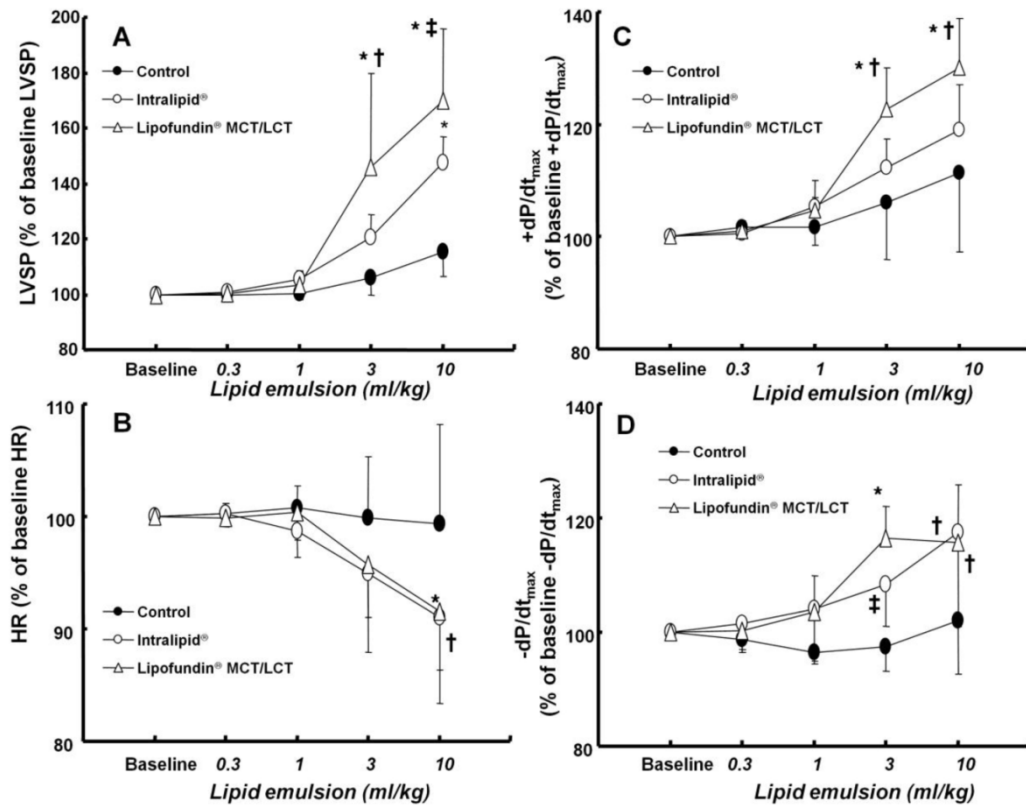 A
LVSP (% of baseline LVSP)
200
180
160
140
120
100
80
Control
Intralipid®
Lipofundin® MCT/LCT
* †
* ‡
*
Baseline 0.3 1 3 10
Lipid emulsion (ml/kg)
B
HR (% of baseline HR)
110
100
90
80
Control
Intralipid®
Lipofundin® MCT/LCT
*
†
Baseline 0.3 1 3 10
Lipid emulsion (ml/kg)
C
+dP/dtmax
(% of baseline +dP/dtmax)
140
120
100
80
Control
Intralipid®
Lipofundin® MCT/LCT
* †
* †
Baseline 0.3 1 3 10
Lipid emulsion (ml/kg)
D
-dP/dtmax
(% of baseline -dP/dtmax)
140
120
100
80
Control
Intralipid®
Lipofundin® MCT/LCT
*
‡
†
†
Baseline 0.3 1 3 10
Lipid emulsion (ml/kg)